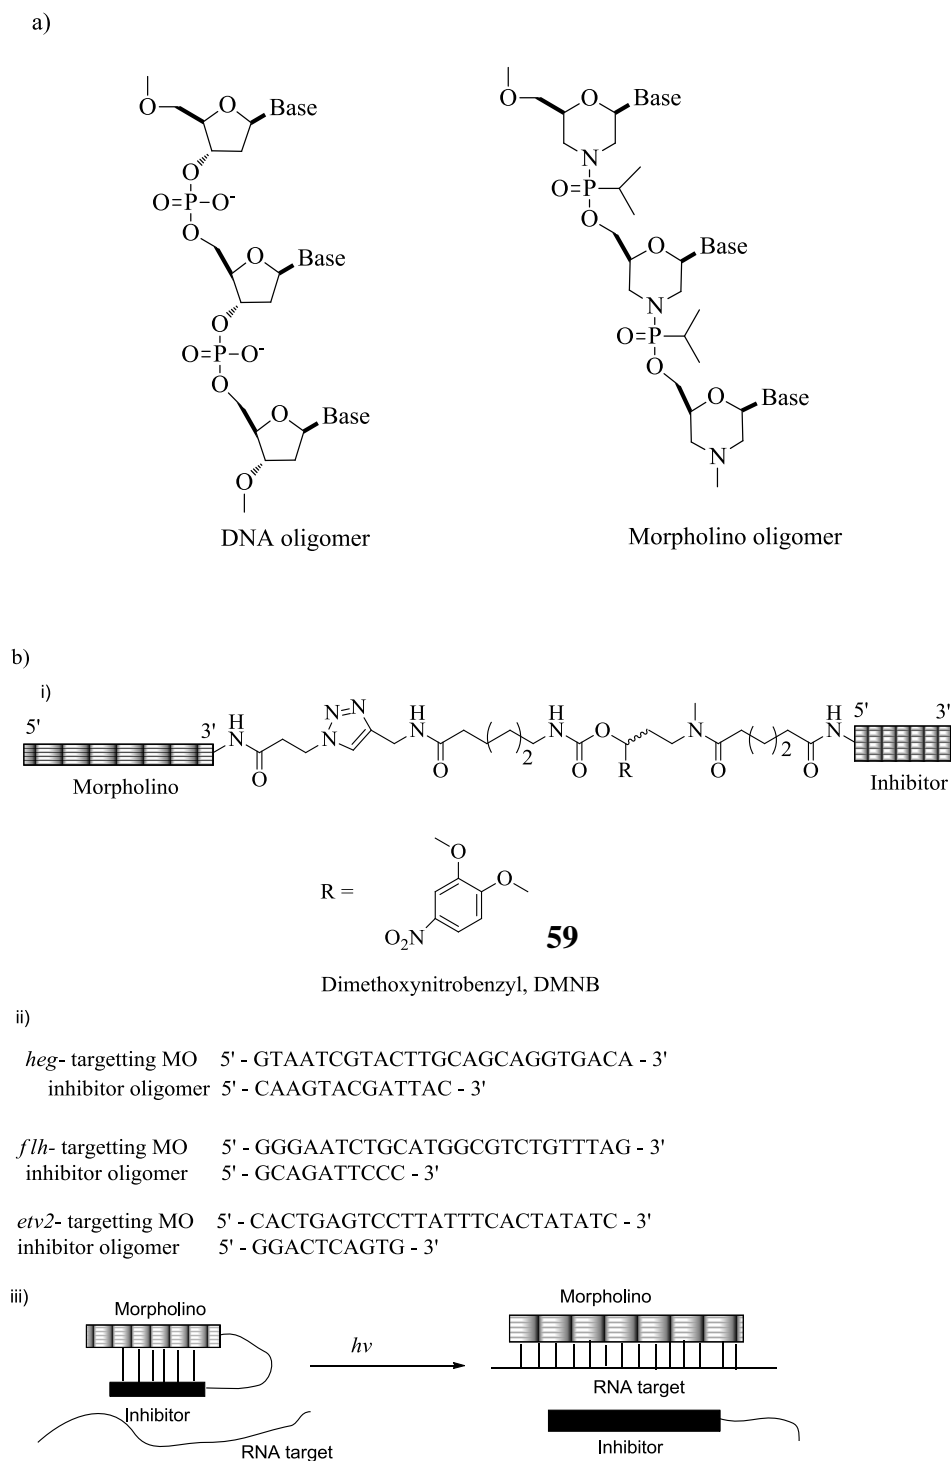 a)
O
O
Base
O
O=P–O-
O
O
Base
O
O=P–O-
O
O
Base
O
DNA oligomer
O
O
Base
N
O=P
O
O
Base
N
O=P
O
O
Base
N
Morpholino oligomer
b)
i)
5'
3'
H
N
O
N
N=N
H
N
O
2
H
N
O
O
R
N
O
2
O
H
N
5'
3'
Morpholino
Inhibitor
R =
O
O
O2N
59
Dimethoxynitrobenzyl, DMNB
ii)
heg- targetting MO 5' - GTAATCGTACTTGCAGCAGGTGACA - 3'
inhibitor oligomer 5' - CAAGTACGATTAC - 3'
flh- targetting MO 5' - GGGAATCTGCATGGCGTCTGTTTAG - 3'
inhibitor oligomer 5' - GCAGATTCCC - 3'
etv2- targetting MO 5' - CACTGAGTCCTTATTTCACTATATC - 3'
inhibitor oligomer 5' - GGACTCAGTG - 3'
iii)
Morpholino
Inhibitor
RNA target
hv
Morpholino
RNA target
Inhibitor